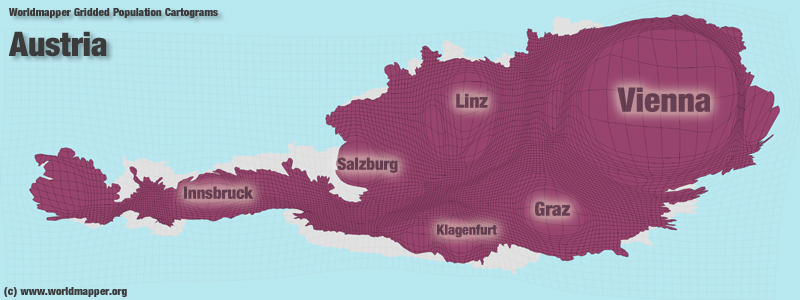 Worldmapper Gridded Population Cartograms
Austria
Linz
Vienna
Salzburg
Innsbruck
Graz
Klagenfurt
(c) www.worldmapper.org